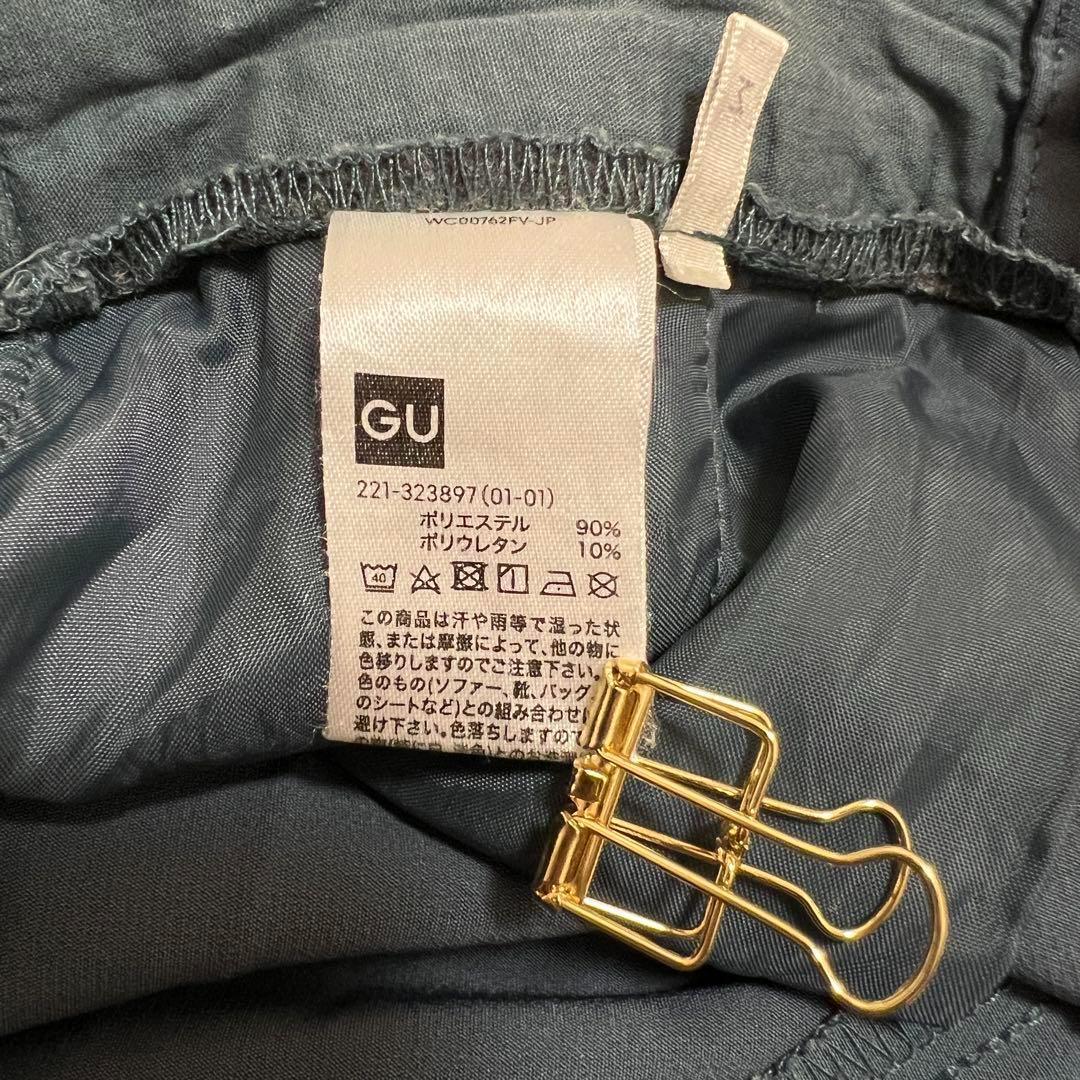 M
WC00762FV-JP
GU
221-323897(01-01)
ポリエステル 90%
ポリウレタン 10%
40
この商品は汗や雨等で湿った状
態、または摩擦によって、他の物に
色移りしますのでご注意下さい。
色のもの(ソファー、靴、バッグ、
のシートなど)との組み合わせは
避け下さい。色落ちしますので